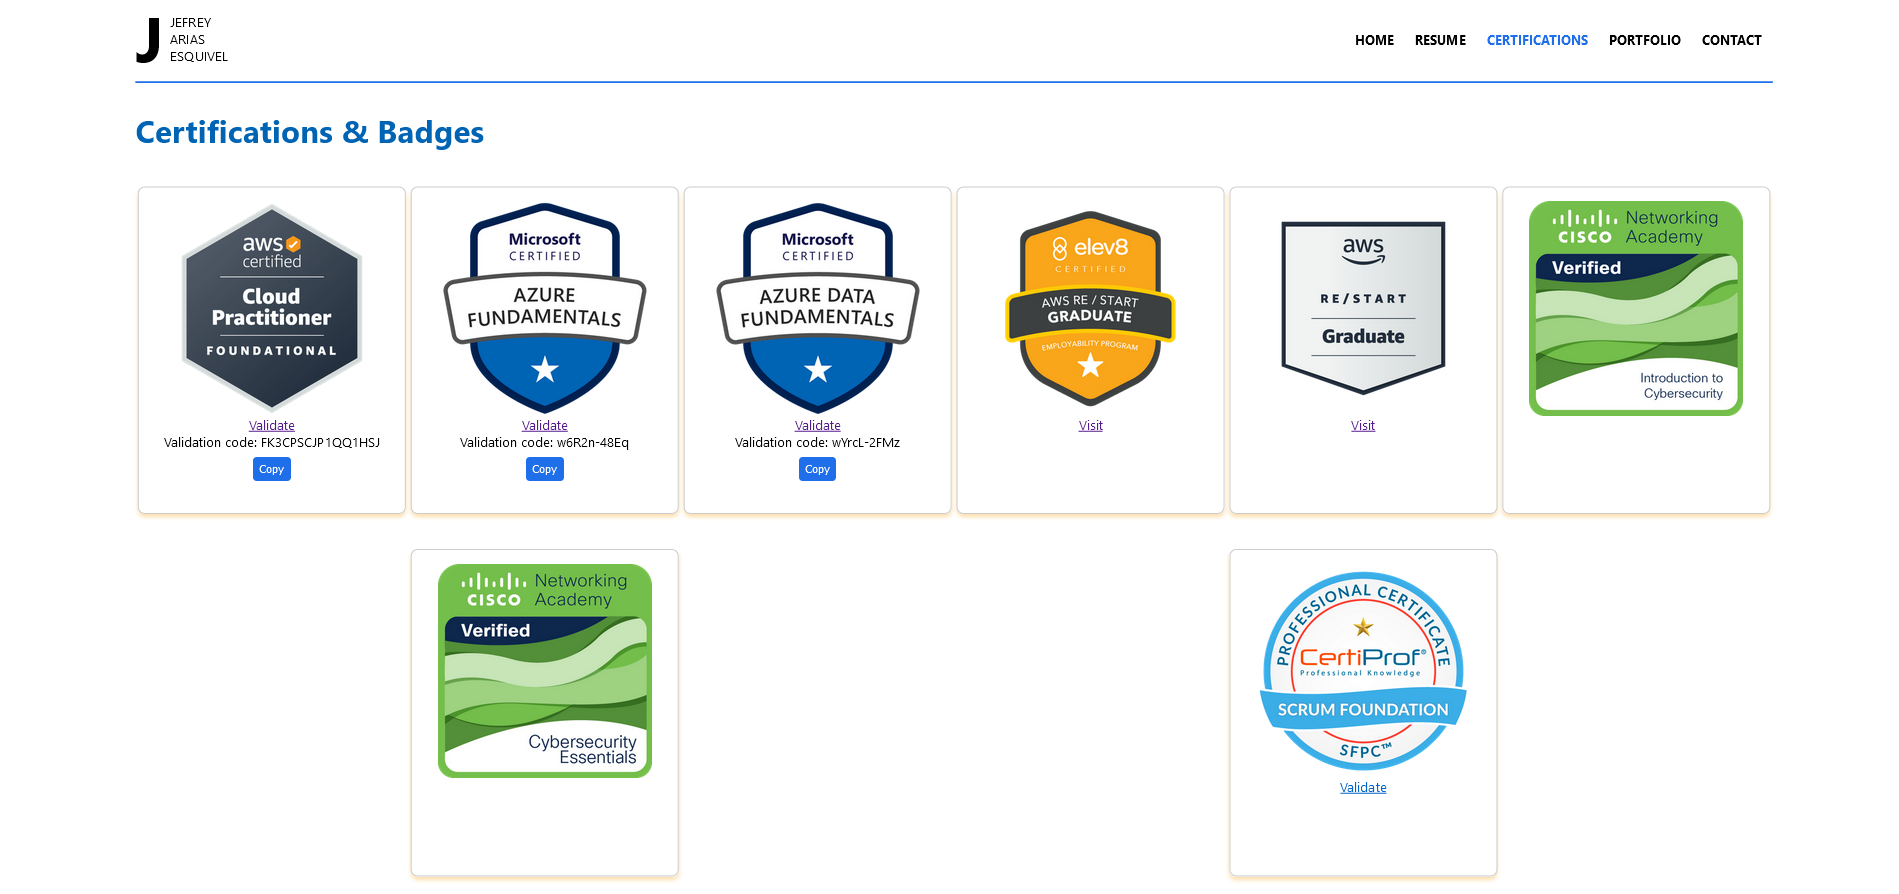 J
JEFREY
ARIAS
ESQUIVEL
HOME RESUME CERTIFICATIONS PORTFOLIO CONTACT
Certifications & Badges
aws
certified
Cloud
Practitioner
FOUNDATIONAL
Validate
Validation code: FK3CPSCJP1QQ1HSJ
Copy
Microsoft
CERTIFIED
AZURE
FUNDAMENTALS
Validate
Validation code: w6R2n-48Eq
Copy
Microsoft
CERTIFIED
AZURE DATA
FUNDAMENTALS
Validate
Validation code: wYrcL-2FMz
Copy
elev8
CERTIFIED
AWS RE / START
GRADUATE
EMPLOYABILITY PROGRAM
Visit
aws
RE/START
Graduate
Visit
CISCO
Networking
Academy
Verified
Introduction to
Cybersecurity
CISCO
Networking
Academy
Verified
Cybersecurity
Essentials
PROFESSIONAL CERTIFICATE
CertiProf®
Professional Knowledge
SCRUM FOUNDATION
SFPC™
Validate